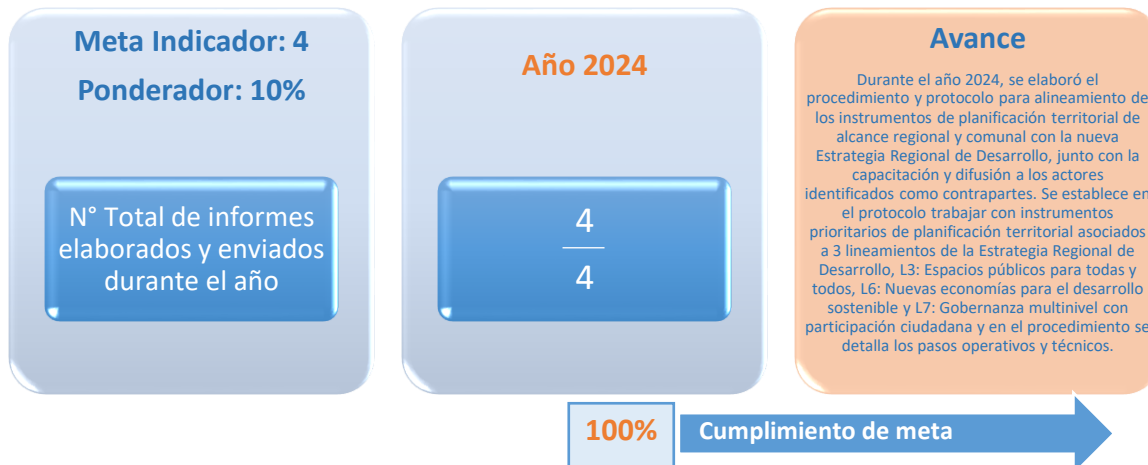 Meta Indicador: 4
Ponderador: 10%
N° Total de informes
elaborados y enviados
durante el año
Año 2024
4
4
Avance
Durante el año 2024, se elaboró el
procedimiento y protocolo para alineamiento de
los instrumentos de planificación territorial de
alcance regional y comunal con la nueva
Estrategia Regional de Desarrollo, junto con la
capacitación y difusión a los actores
identificados como contrapartes. Se establece en
el protocolo trabajar con instrumentos
prioritarios de planificación territorial asociados
a 3 lineamientos de la Estrategia Regional de
Desarrollo, L3: Espacios públicos para todas y
todos, L6: Nuevas economías para el desarrollo
sostenible y L7: Gobernanza multinivel con
participación ciudadana y en el procedimiento se
detalla los pasos operativos y técnicos.
100%
Cumplimiento de meta